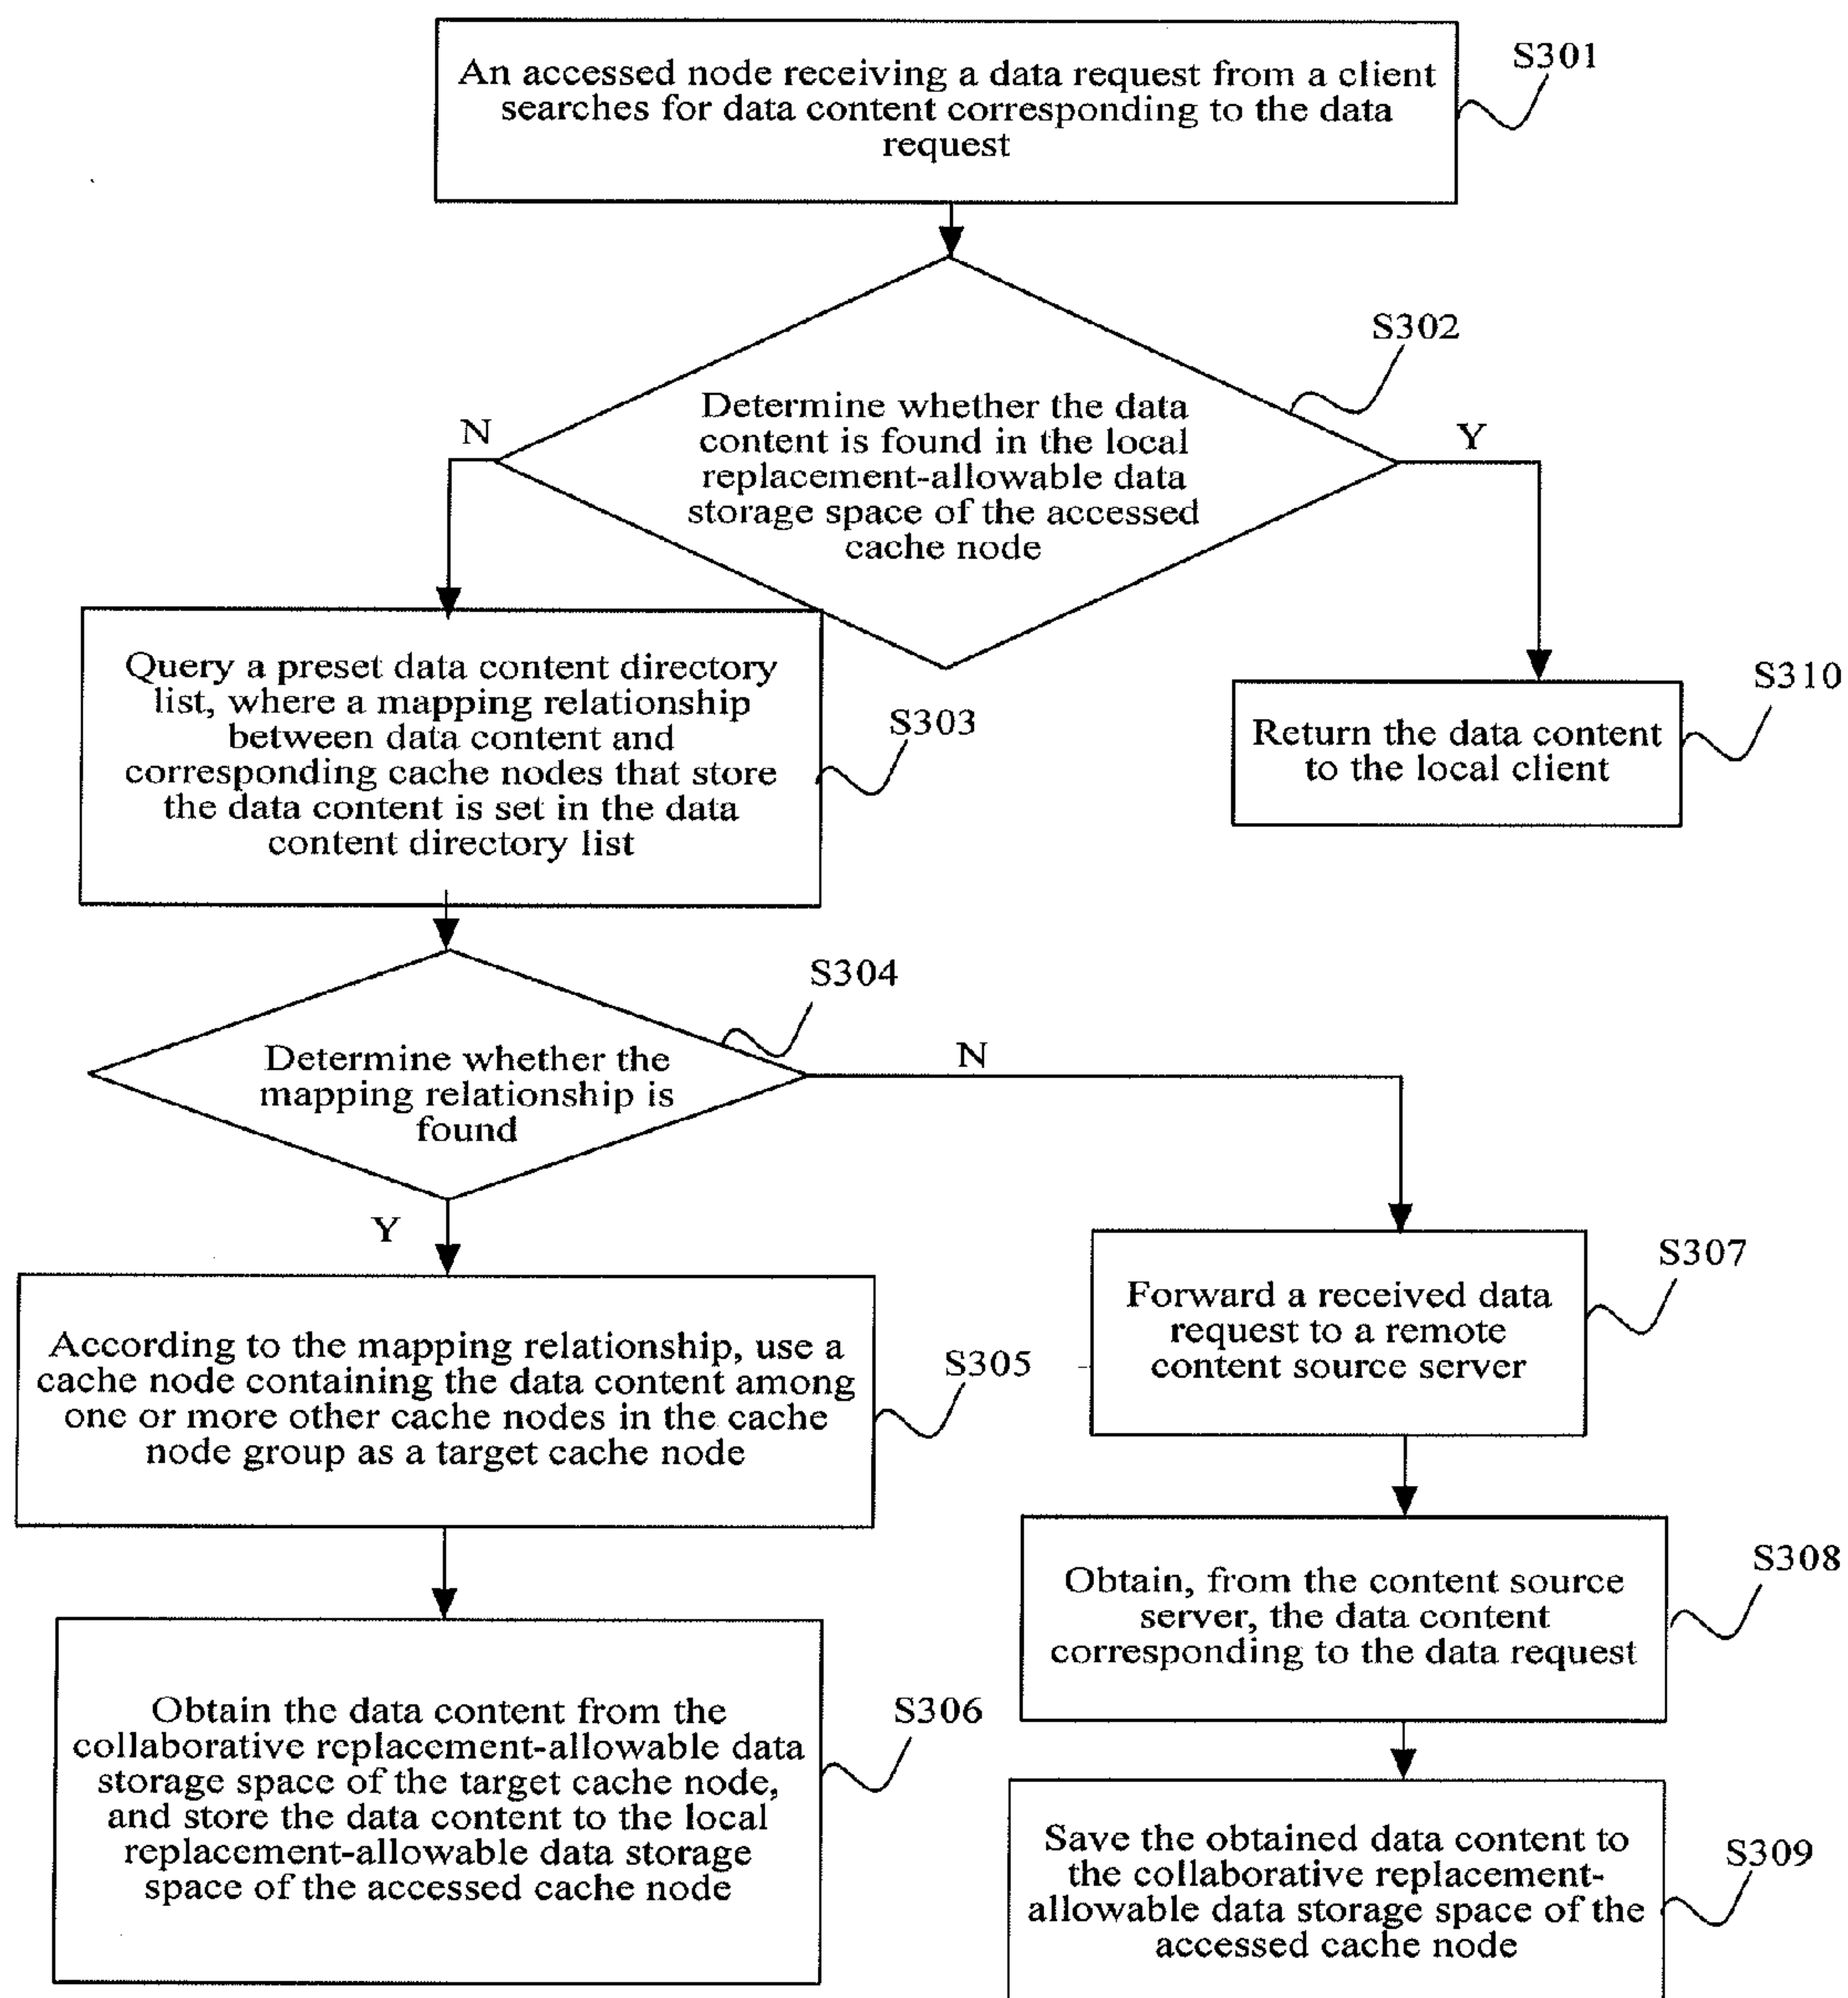 An accessed node receiving a data request from a client
searches for data content corresponding to the data
request
S301
S302
Determine whether the data
content is found in the local
replacement-allowable data
storage space of the accessed
cache node
N
Y
Query a preset data content directory
list, where a mapping relationship
between data content and
corresponding cache nodes that store
the data content is set in the data
content directory list
S303
S310
Return the data content
to the local client
S304
Determine whether the
mapping relationship is
found
N
Y
According to the mapping relationship, use a
cache node containing the data content among
one or more other cache nodes in the cache
node group as a target cache node
S305
S307
Forward a received data
request to a remote
content source server
S308
Obtain, from the content source
server, the data content
corresponding to the data request
Obtain the data content from the
collaborative replacement-allowable data
storage space of the target cache node,
and store the data content to the local
replacement-allowable data storage
space of the accessed cache node
S306
Save the obtained data content to
the collaborative replacement-
allowable data storage space of the
accessed cache node
S309